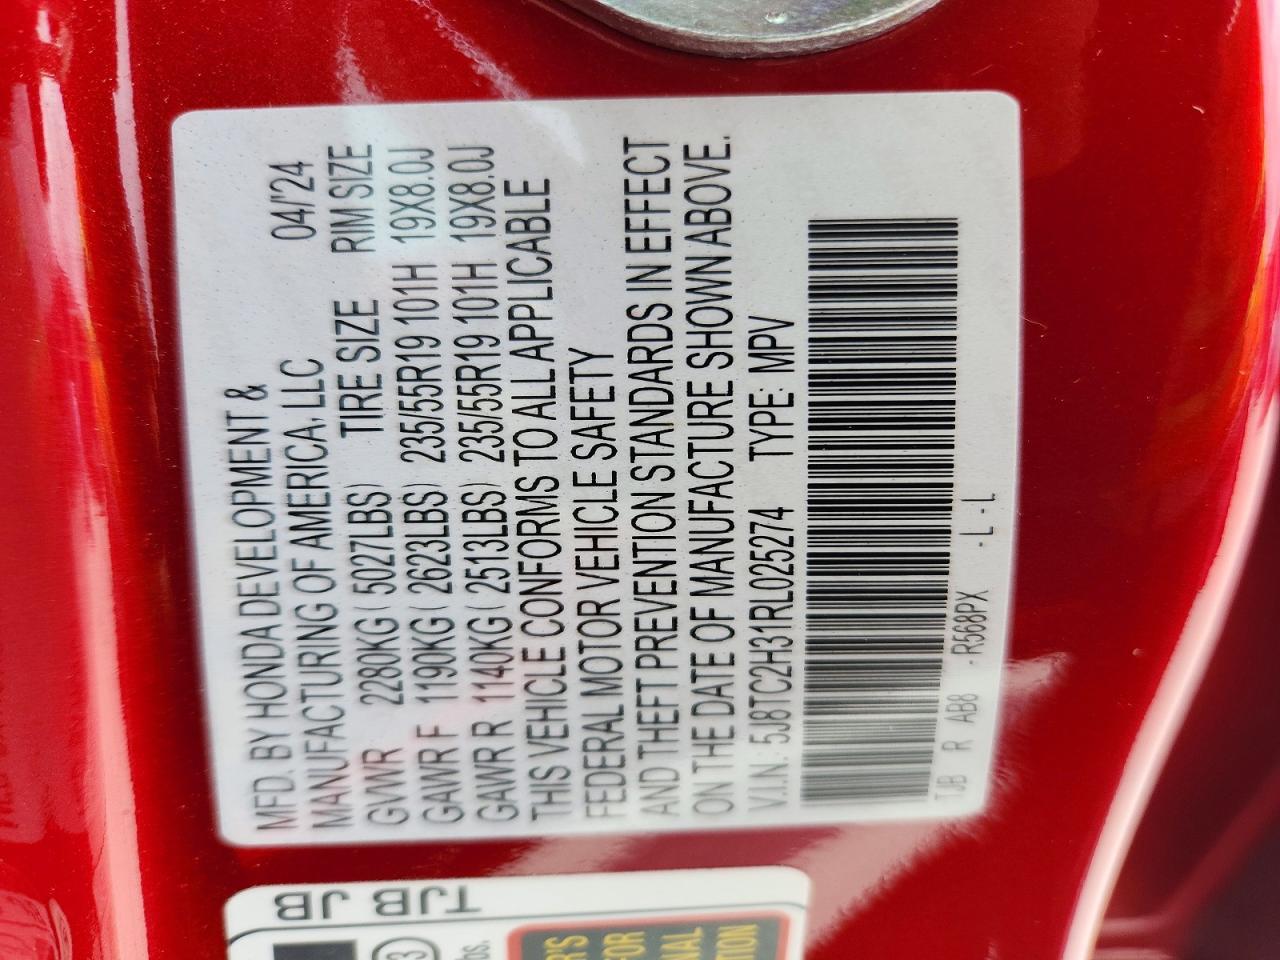 MFD. BY HONDA DEVELOPMENT &
MANUFACTURING OF AMERICA, LLC 04/'24
GVWR 2280KG ( 5027LBS) TIRE SIZE RIM SIZE
GAWR F 1190KG ( 2623LBS) 235/55R19 101H 19X8.0J
GAWR R 1140KG ( 2513LBS) 235/55R19 101H 19X8.0J
THIS VEHICLE CONFORMS TO ALL APPLICABLE
FEDERAL MOTOR VEHICLE SAFETY
AND THEFT PREVENTION STANDARDS IN EFFECT
ON THE DATE OF MANUFACTURE SHOWN ABOVE.
V.I.N.: 5J8TC2H31RL025274 TYPE: MPV
TJB R AB8 - R568PX - L - L
TJB JB